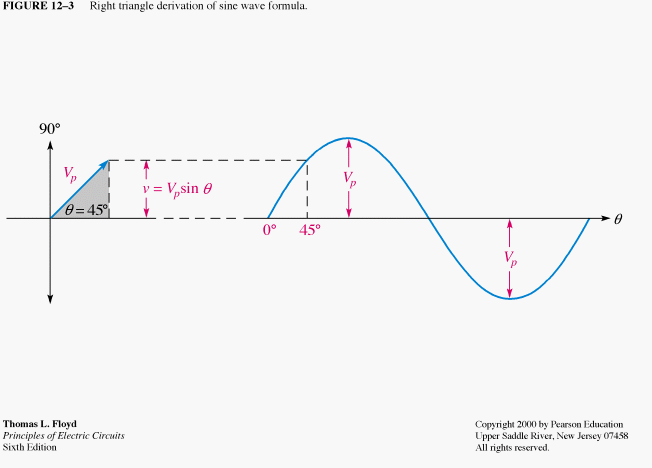 FIGURE 12–3 Right triangle derivation of sine wave formula.
90°
Vp
v = Vp sin θ
θ = 45°
Vp
θ
0° 45°
Vp
Thomas L. Floyd
Principles of Electric Circuits
Sixth Edition
Copyright 2000 by Pearson Education
Upper Saddle River, New Jersey 07458
All rights reserved.